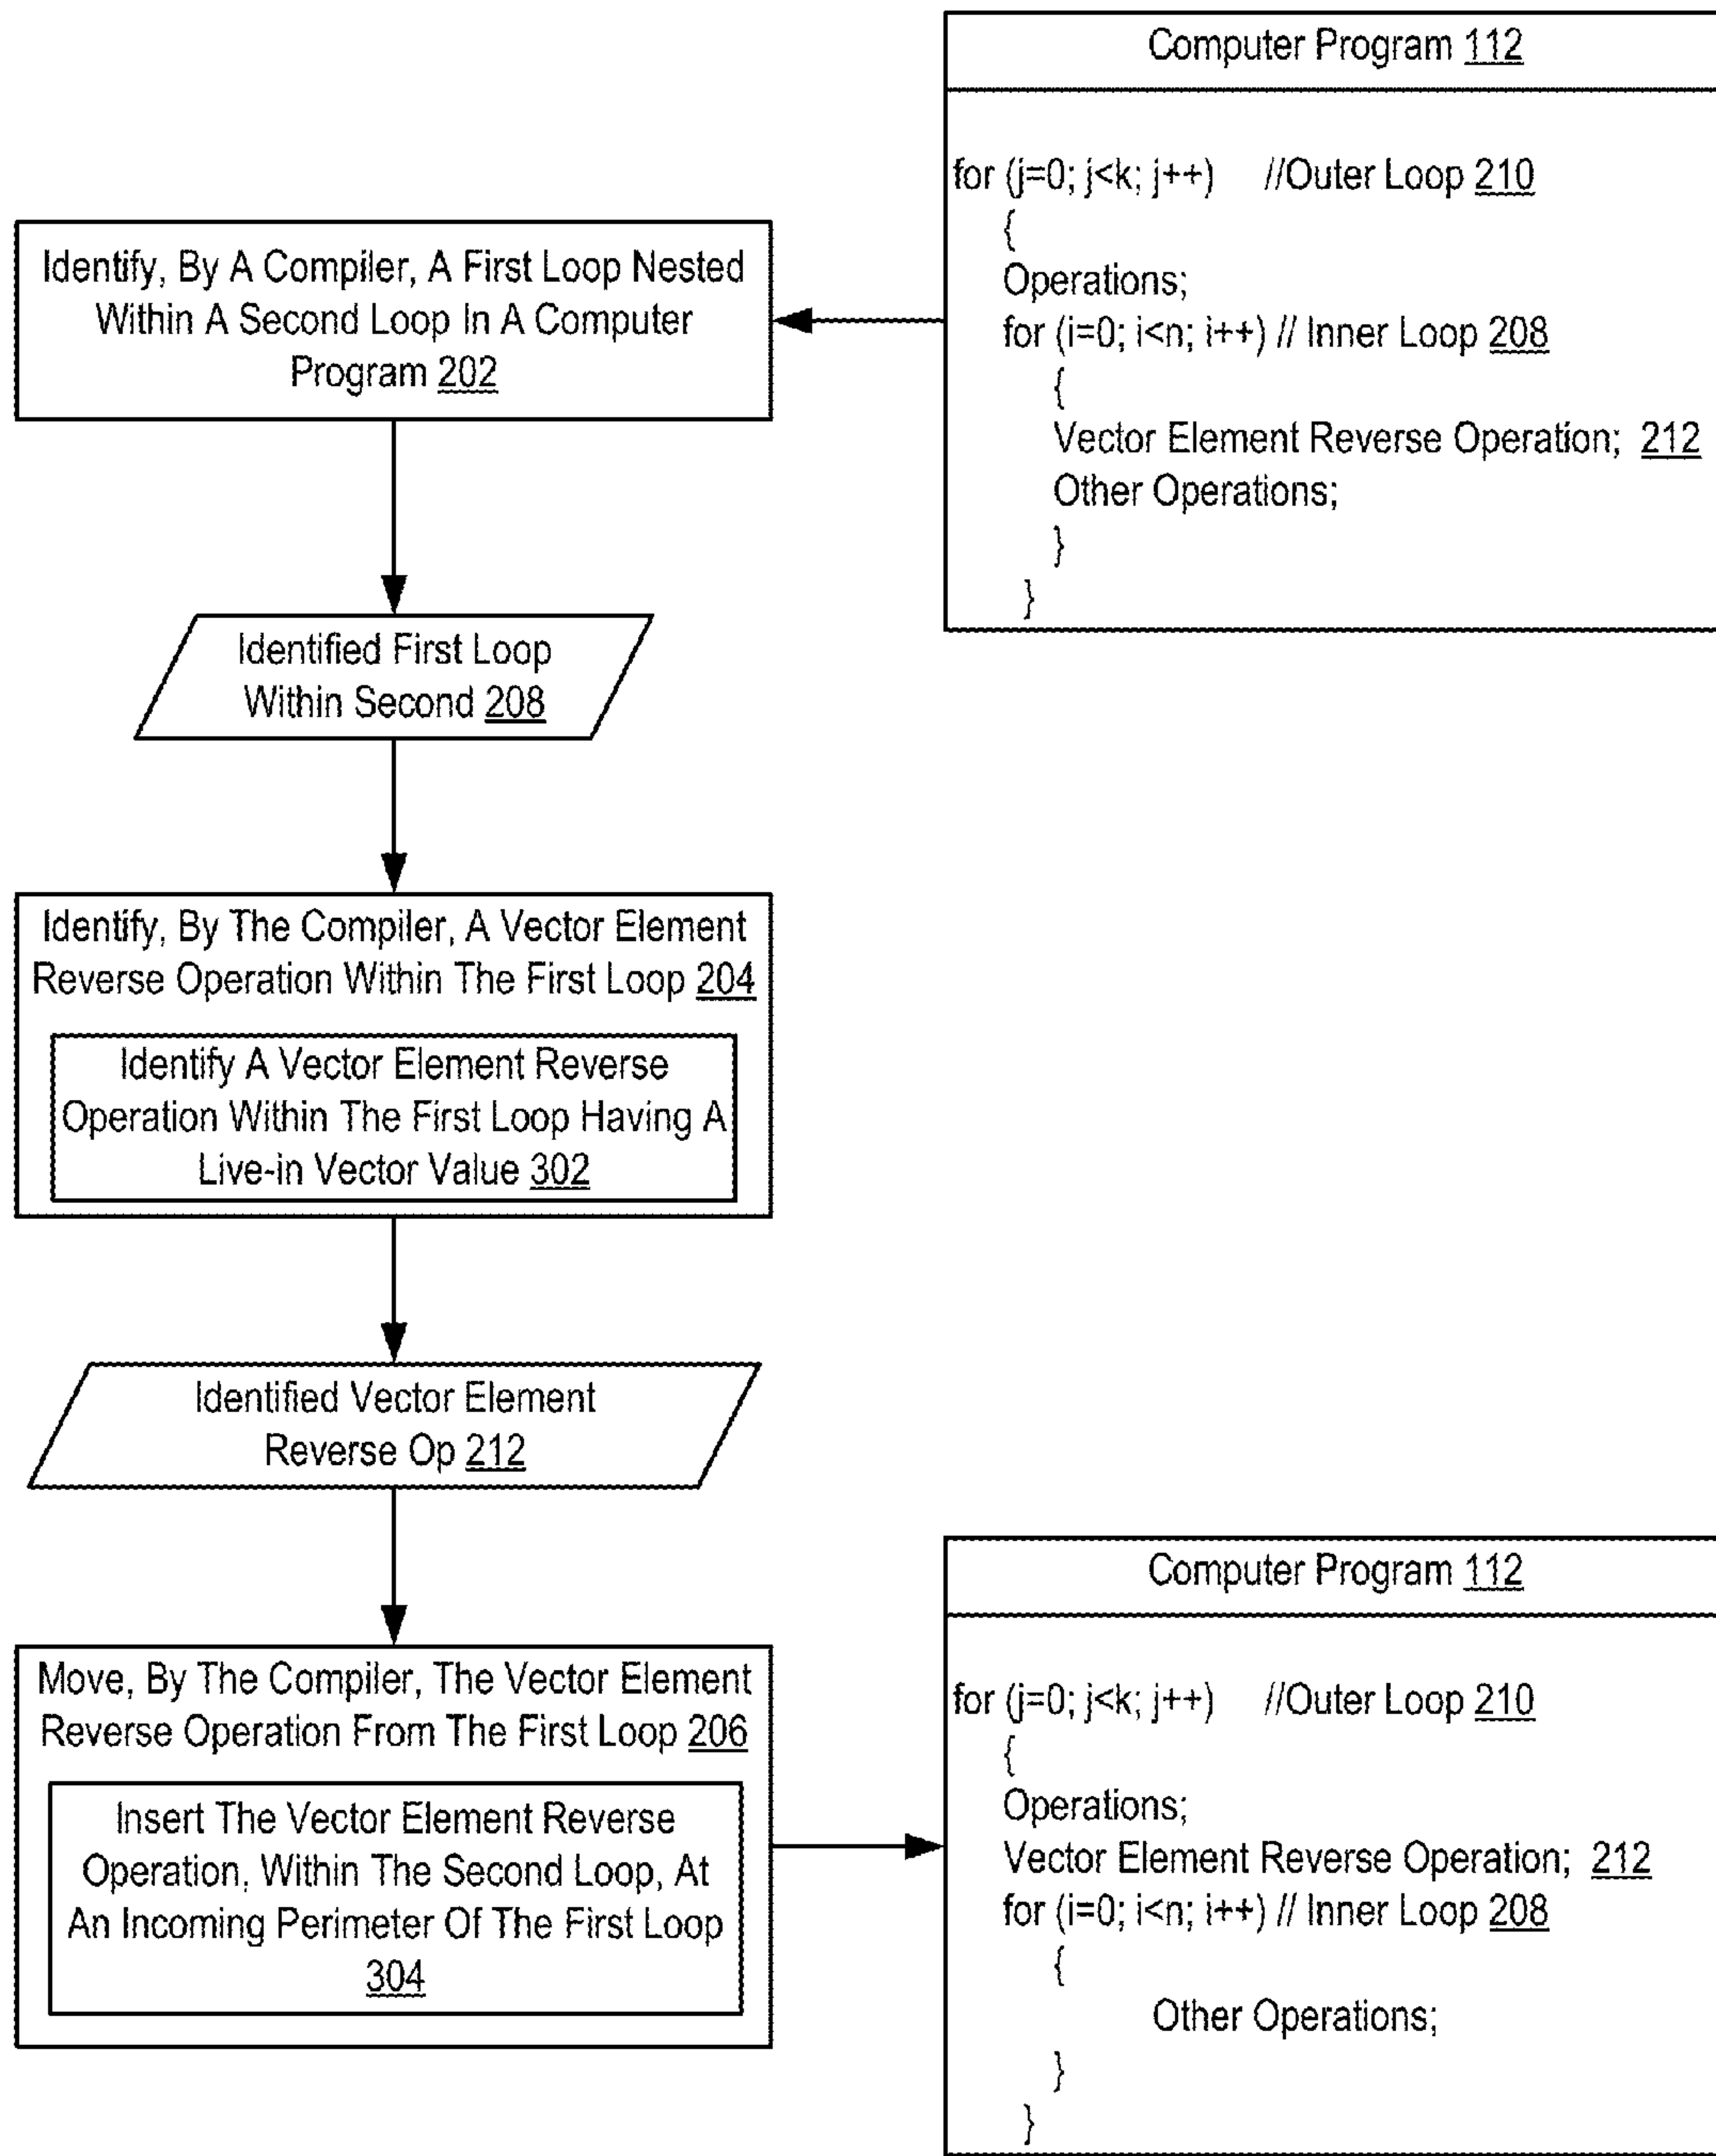 Computer Program 112
for (j=0; j<k; j++) //Outer Loop 210
{
Operations;
for (i=0; i<n; i++) // Inner Loop 208
{
Vector Element Reverse Operation; 212
Other Operations;
}
}
Identify, By A Compiler, A First Loop Nested
Within A Second Loop In A Computer
Program 202
Identified First Loop
Within Second 208
Identify, By The Compiler, A Vector Element
Reverse Operation Within The First Loop 204
Identify A Vector Element Reverse
Operation Within The First Loop Having A
Live-in Vector Value 302
Identified Vector Element
Reverse Op 212
Move, By The Compiler, The Vector Element
Reverse Operation From The First Loop 206
Insert The Vector Element Reverse
Operation, Within The Second Loop, At
An Incoming Perimeter Of The First Loop
304
Computer Program 112
for (j=0; j<k; j++) //Outer Loop 210
{
Operations;
Vector Element Reverse Operation; 212
for (i=0; i<n; i++) // Inner Loop 208
{
Other Operations;
}
}